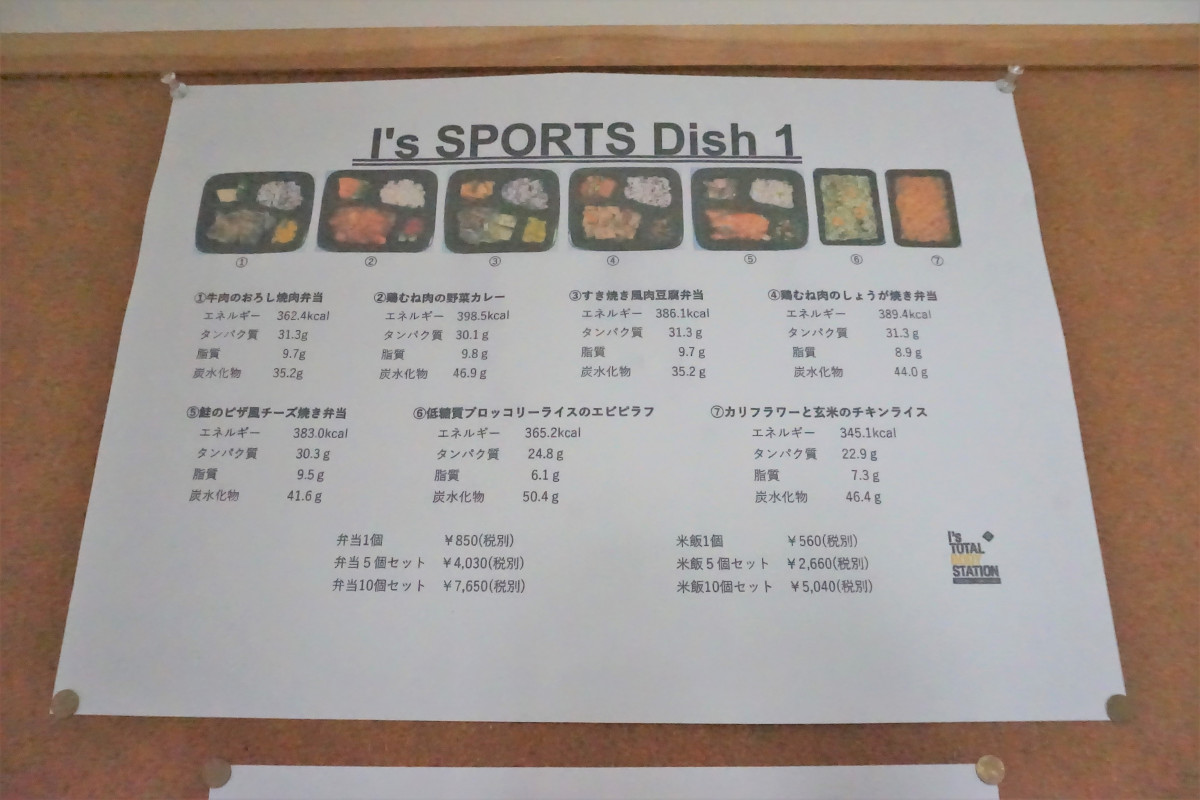 I's SPORTS Dish 1
① ② ③ ④ ⑤ ⑥ ⑦
①牛肉のおろし焼肉弁当
エネルギー 362.4kcal
タンパク質 31.3g
脂質 9.7g
炭水化物 35.2g
②鶏むね肉の野菜カレー
エネルギー 398.5kcal
タンパク質 30.1g
脂質 9.8g
炭水化物 46.9g
③すき焼き風肉豆腐弁当
エネルギー 386.1kcal
タンパク質 31.3g
脂質 9.7g
炭水化物 35.2g
④鶏むね肉のしょうが焼き弁当
エネルギー 389.4kcal
タンパク質 31.3g
脂質 8.9g
炭水化物 44.0g
⑤鮭のピザ風チーズ焼き弁当
エネルギー 383.0kcal
タンパク質 30.3g
脂質 9.5g
炭水化物 41.6g
⑥低糖質ブロッコリーライスのエビピラフ
エネルギー 365.2kcal
タンパク質 24.8g
脂質 6.1g
炭水化物 50.4g
⑦カリフラワーと玄米のチキンライス
エネルギー 345.1kcal
タンパク質 22.9g
脂質 7.3g
炭水化物 46.4g
弁当1個 ￥850(税別)
弁当５個セット ￥4,030(税別)
弁当10個セット ￥7,650(税別)
米飯1個 ￥560(税別)
米飯５個セット ￥2,660(税別)
米飯10個セット ￥5,040(税別)
I's
TOTAL
STATION